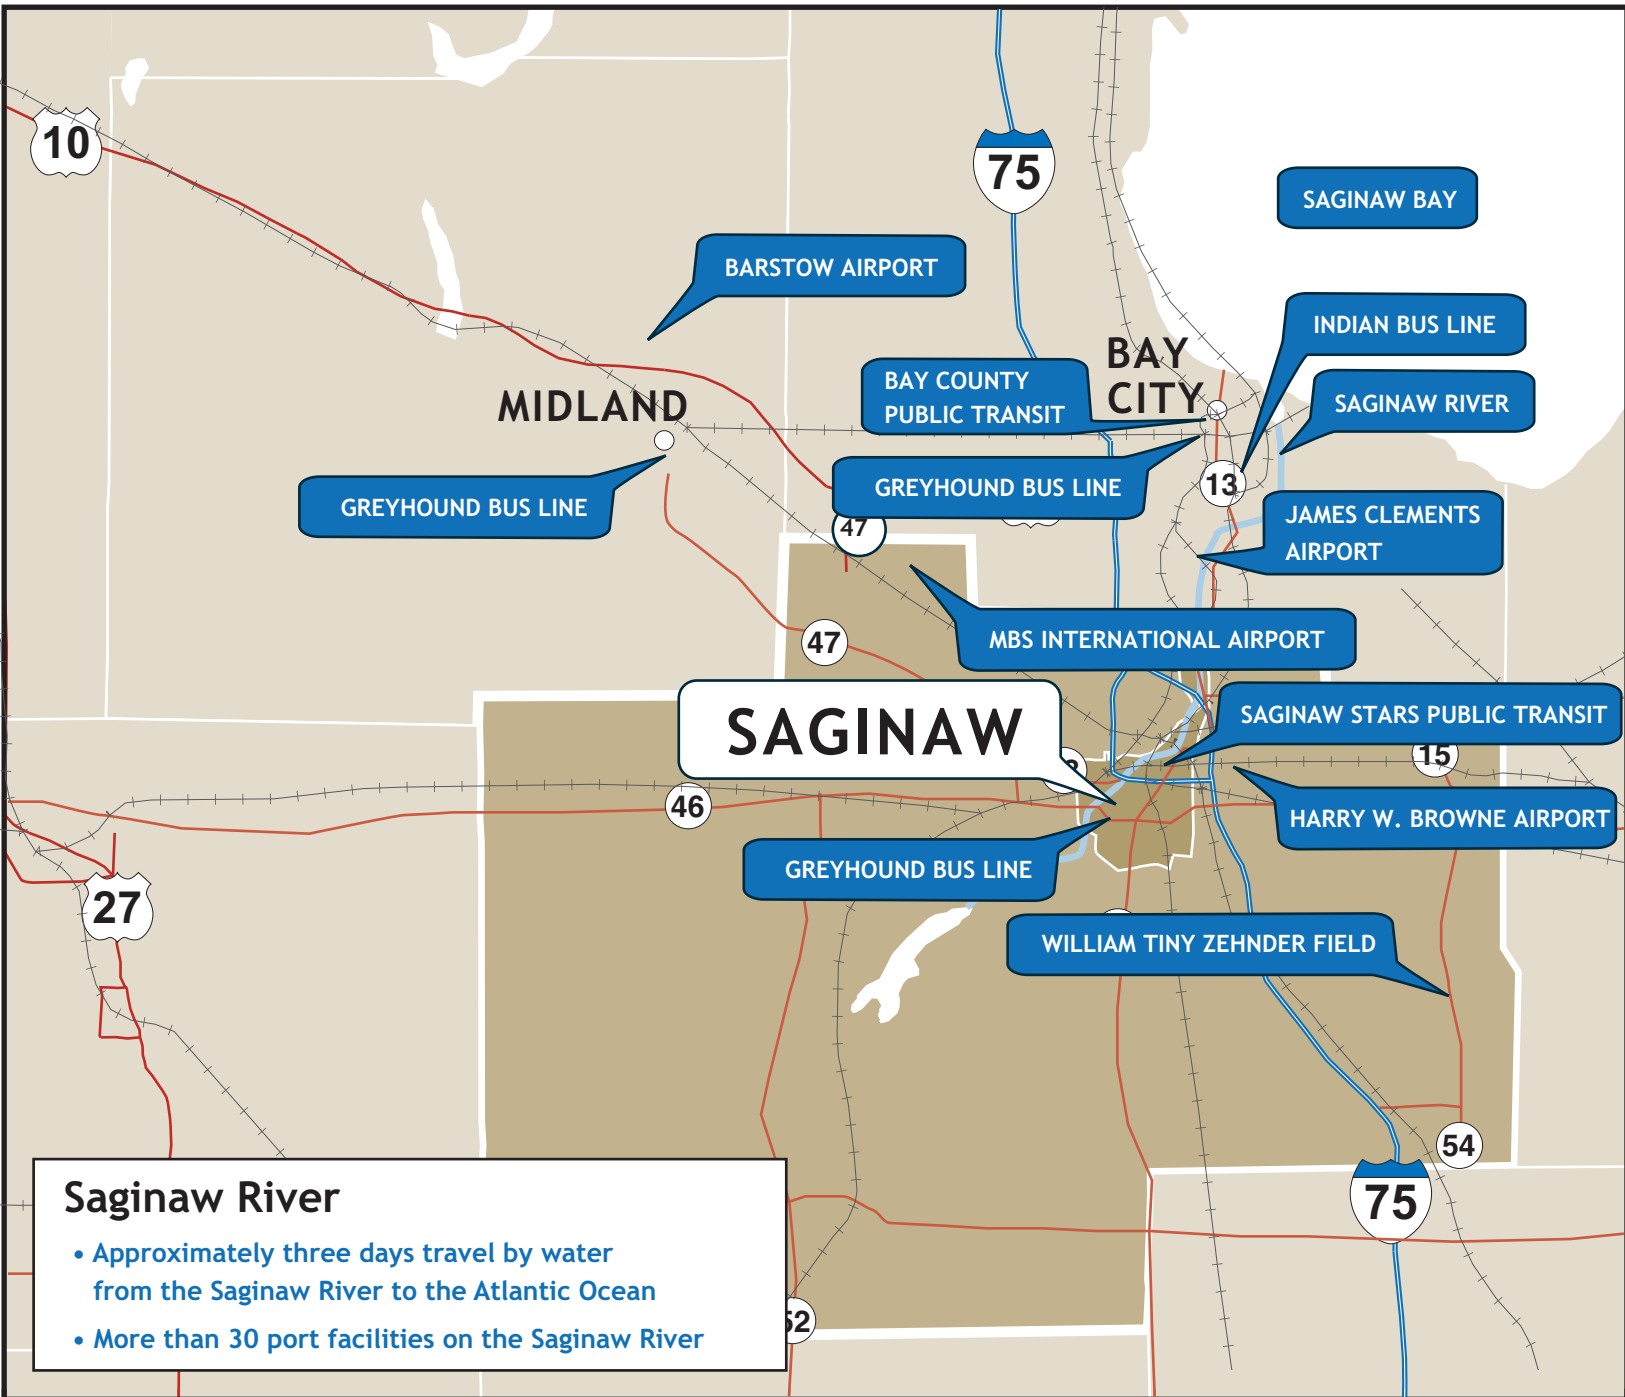 10
75
SAGINAW BAY
BARSTOW AIRPORT
INDIAN BUS LINE
BAY
CITY
BAY COUNTY
PUBLIC TRANSIT
MIDLAND
SAGINAW RIVER
GREYHOUND BUS LINE
13
GREYHOUND BUS LINE
JAMES CLEMENTS
AIRPORT
47
MBS INTERNATIONAL AIRPORT
47
SAGINAW
SAGINAW STARS PUBLIC TRANSIT
15
46
HARRY W. BROWNE AIRPORT
GREYHOUND BUS LINE
27
WILLIAM TINY ZEHNDER FIELD
54
75
Saginaw River
• Approximately three days travel by water
from the Saginaw River to the Atlantic Ocean
• More than 30 port facilities on the Saginaw River
52